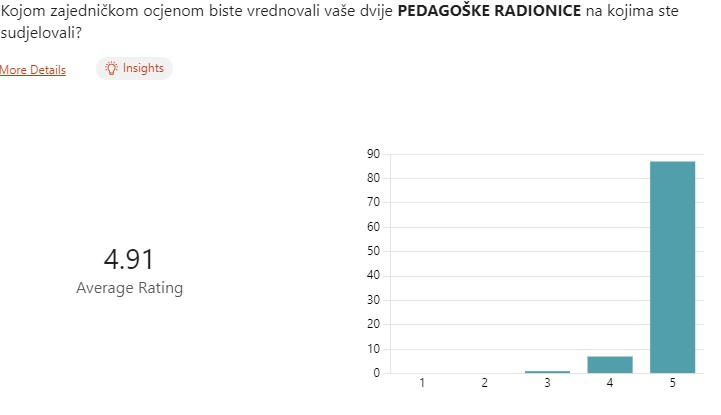 Kojom zajedničkom ocjenom biste vrednovali vaše dvije PEDAGOŠKE RADIONICE na kojima ste
sudjelovali?
More Details
Insights
4.91
Average Rating
90
80
70
60
50
40
30
20
10
0
1 2 3 4 5